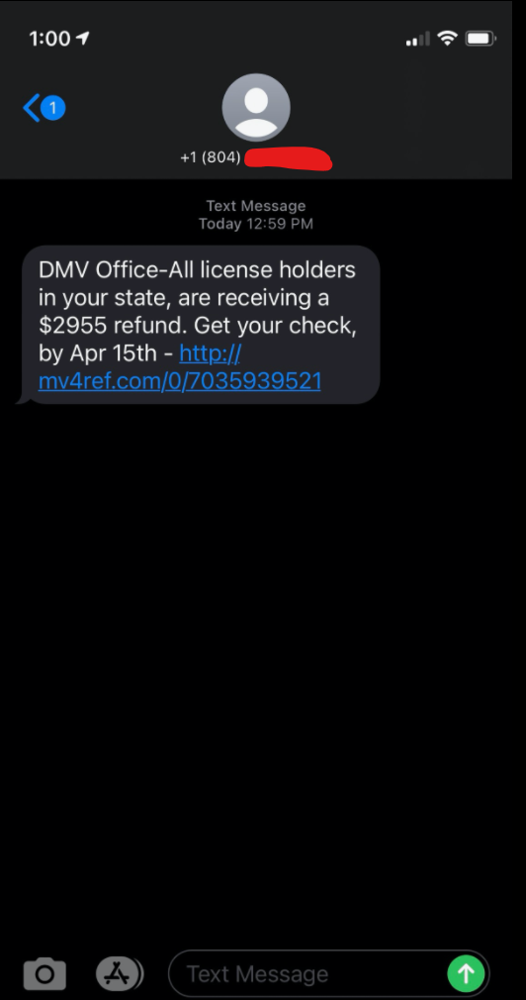 1:00
1
+1 (804)
Text Message
Today 12:59 PM
DMV Office-All license holders
in your state, are receiving a
$2955 refund. Get your check,
by Apr 15th - http://
mv4ref.com/0/7035939521
Text Message